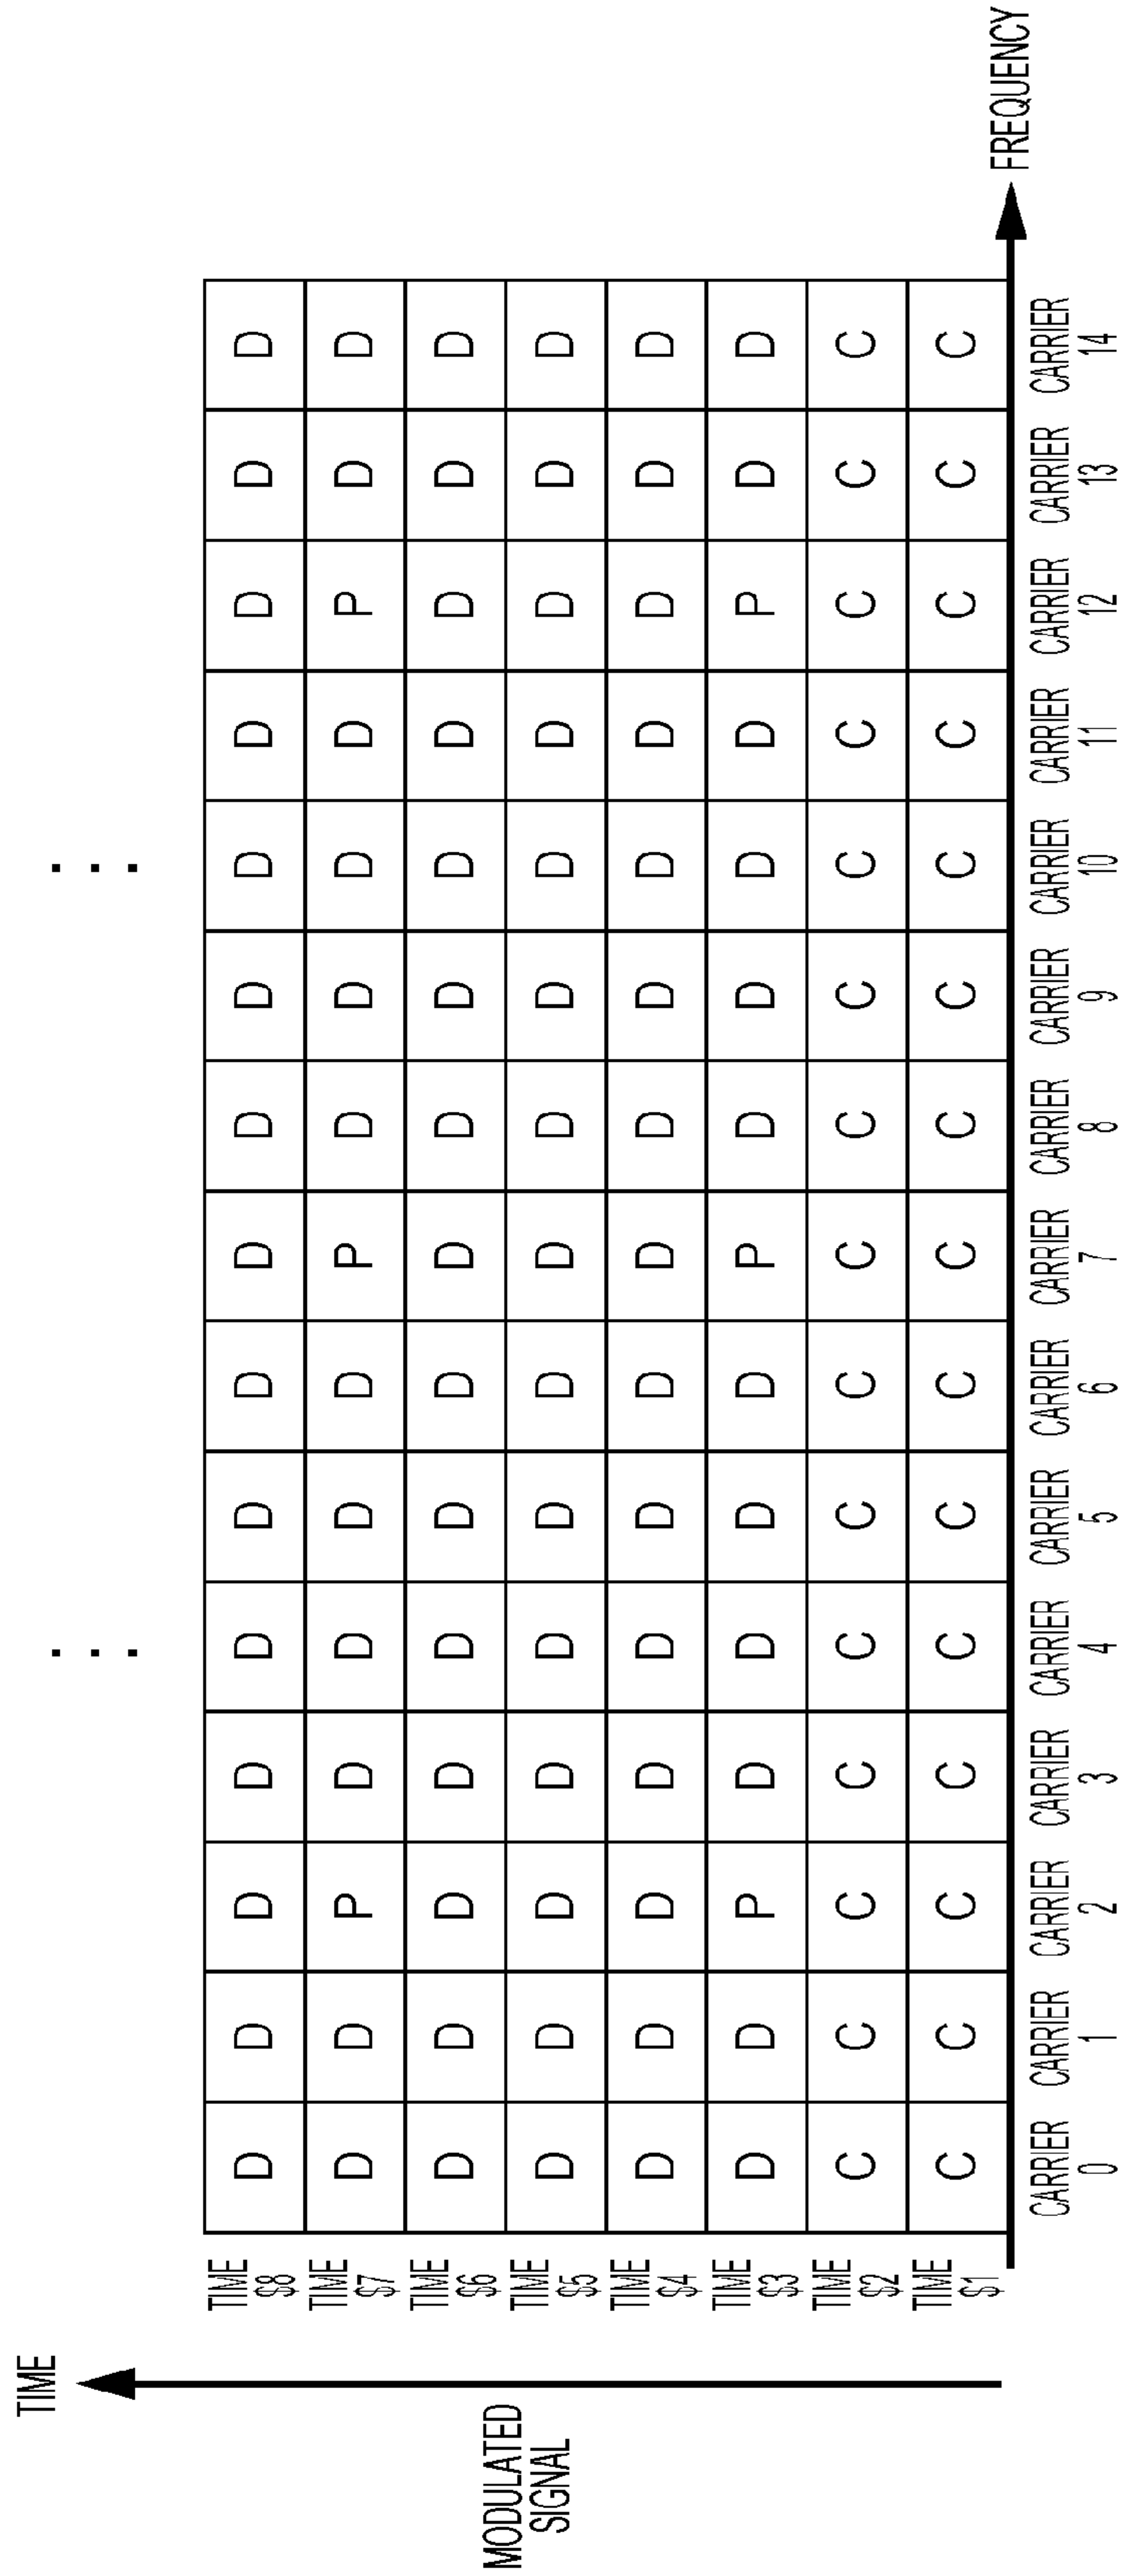 TIME
... ...
TIME $8 D D D D D D D D D D D D D D D
TIME $7 D D P D D D D P D D D D P D D
TIME $6 D D D D D D D D D D D D D D D
MODULATED SIGNAL
TIME $5 D D D D D D D D D D D D D D D
TIME $4 D D D D D D D D D D D D D D D
TIME $3 D D P D D D D P D D D D P D D
TIME $2 C C C C C C C C C C C C C C C
TIME $1 C C C C C C C C C C C C C C C
FREQUENCY
CARRIER 0 CARRIER 1 CARRIER 2 CARRIER 3 CARRIER 4 CARRIER 5 CARRIER 6 CARRIER 7 CARRIER 8 CARRIER 9 CARRIER 10 CARRIER 11 CARRIER 12 CARRIER 13 CARRIER 14